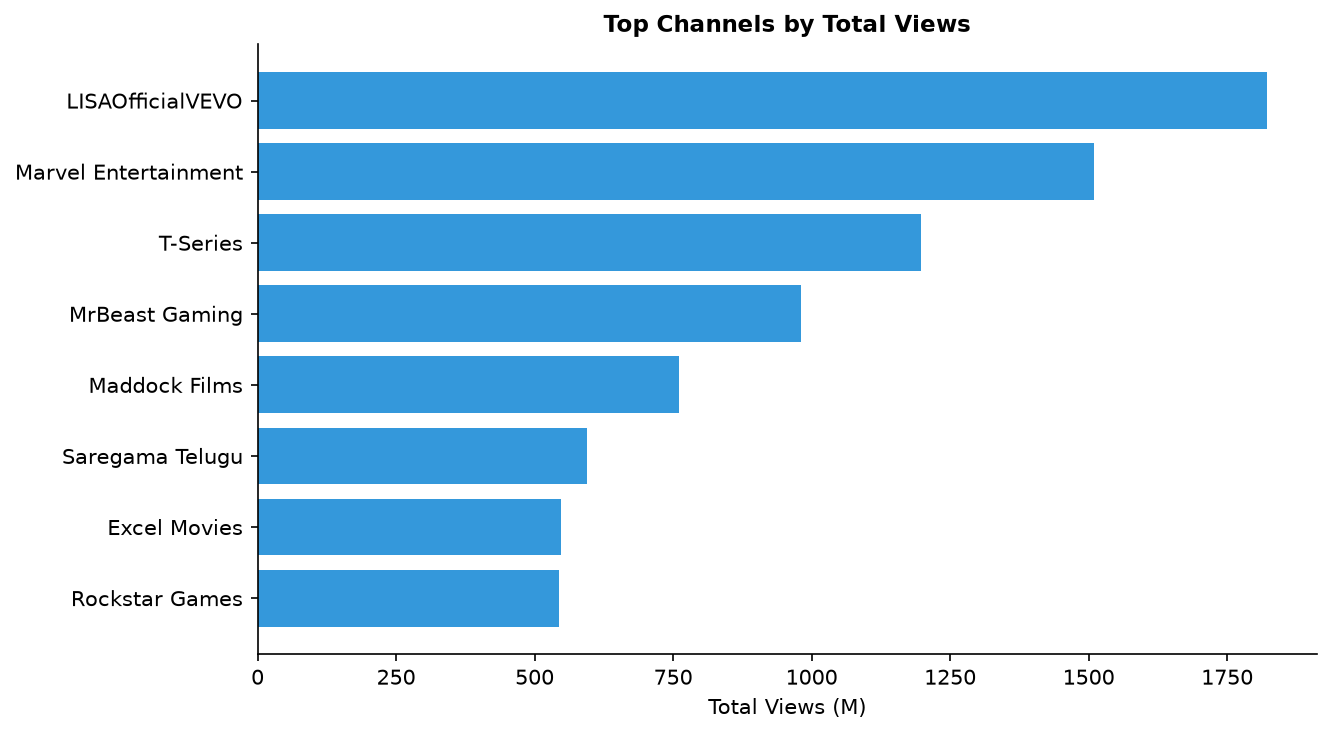 Top Channels by Total Views
LISAOfficialVEVO
Marvel Entertainment
T-Series
MrBeast Gaming
Maddock Films
Saregama Telugu
Excel Movies
Rockstar Games
0 250 500 750 1000 1250 1500 1750
Total Views (M)